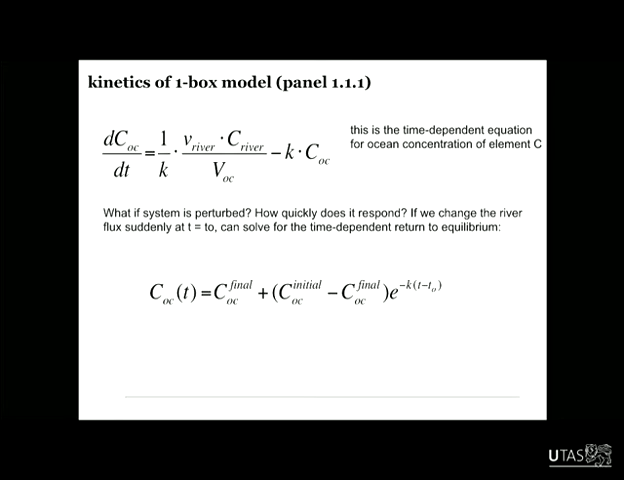 kinetics of 1-box model (panel 1.1.1)
dC_oc/dt = 1/k · (v_river · C_river)/V_oc − k · C_oc
this is the time-dependent equation
for ocean concentration of element C
What if system is perturbed? How quickly does it respond? If we change the river
flux suddenly at t = to, can solve for the time-dependent return to equilibrium:
C_oc (t) = C_oc^final + (C_oc^initial − C_oc^final )e^−k(t−t_o)
UTAS